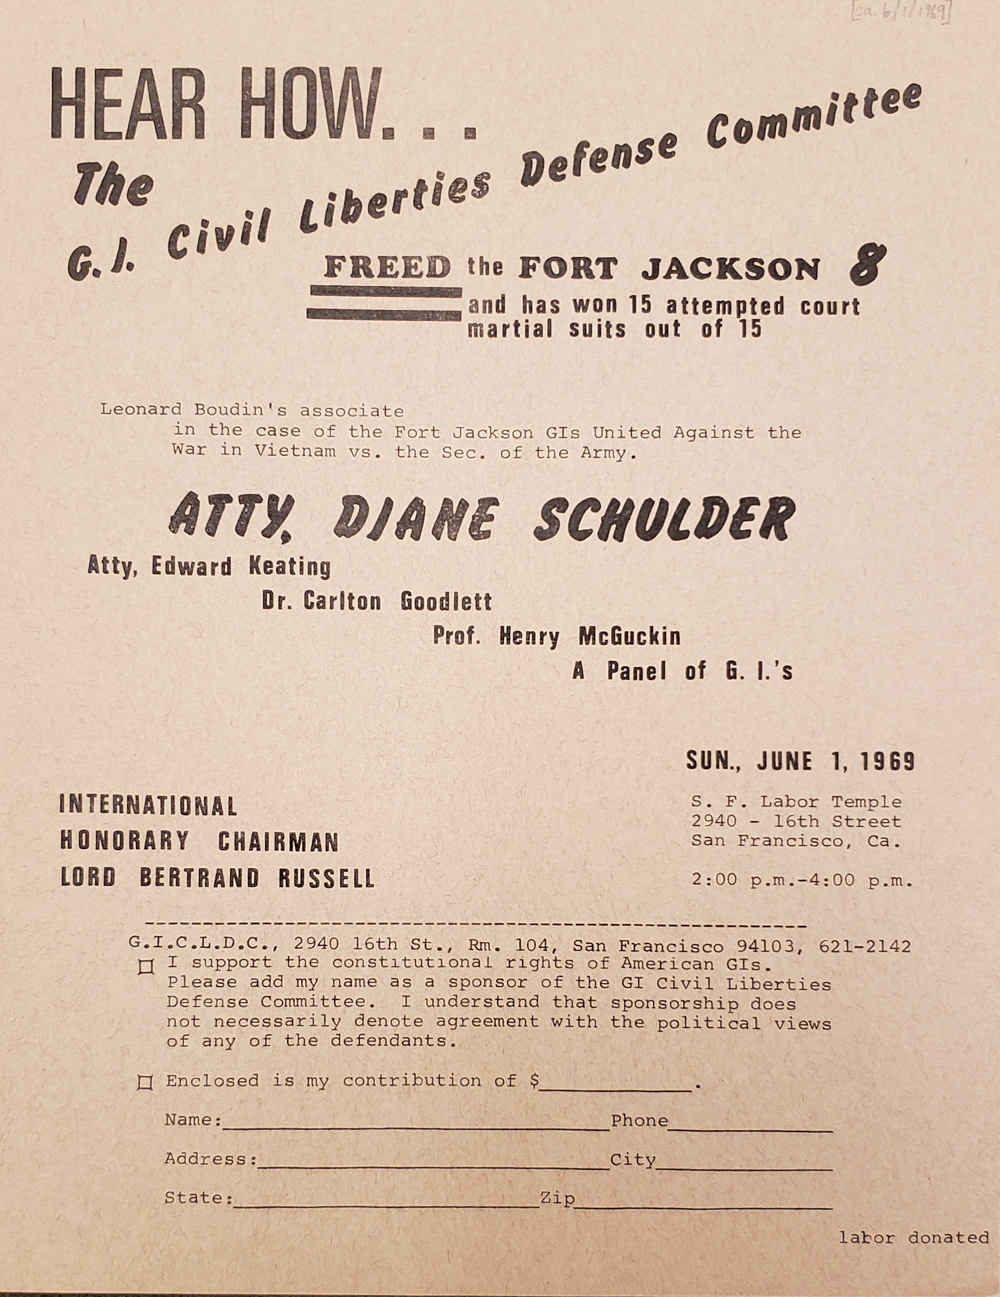 [ca. 6/1/1969]
HEAR HOW...
The
G.I. Civil Liberties Defense Committee
FREED the FORT JACKSON 8
and has won 15 attempted court
martial suits out of 15
Leonard Boudin's associate
in the case of the Fort Jackson GIs United Against the
War in Vietnam vs. the Sec. of the Army.
ATTY, DIANE SCHULDER
Atty, Edward Keating
Dr. Carlton Goodlett
Prof. Henry McGuckin
A Panel of G. I.'s
SUN., JUNE 1, 1969
S. F. Labor Temple
2940 - 16th Street
San Francisco, Ca.
2:00 p.m.-4:00 p.m.
INTERNATIONAL
HONORARY CHAIRMAN
LORD BERTRAND RUSSELL
G.I.C.L.D.C., 2940 16th St., Rm. 104, San Francisco 94103, 621-2142
I support the constitutional rights of American GIs.
Please add my name as a sponsor of the GI Civil Liberties
Defense Committee. I understand that sponsorship does
not necessarily denote agreement with the political views
of any of the defendants.
Enclosed is my contribution of $____________.
Name:______________________________Phone_____________
Address:___________________________City______________
State:_______________________Zip____________________
labor donated